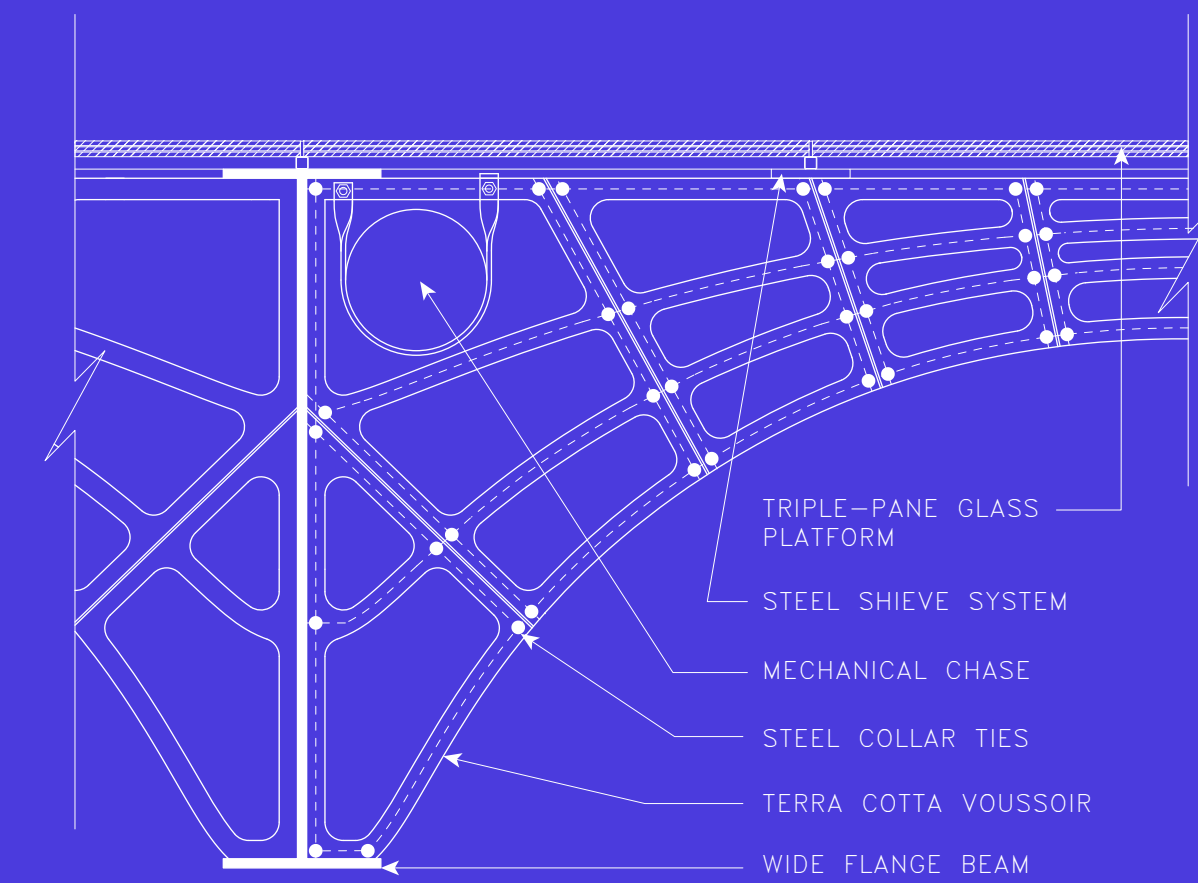 TRIPLE-PANE GLASS
PLATFORM
STEEL SHIEVE SYSTEM
MECHANICAL CHASE
STEEL COLLAR TIES
TERRA COTTA VOUSSOIR
WIDE FLANGE BEAM